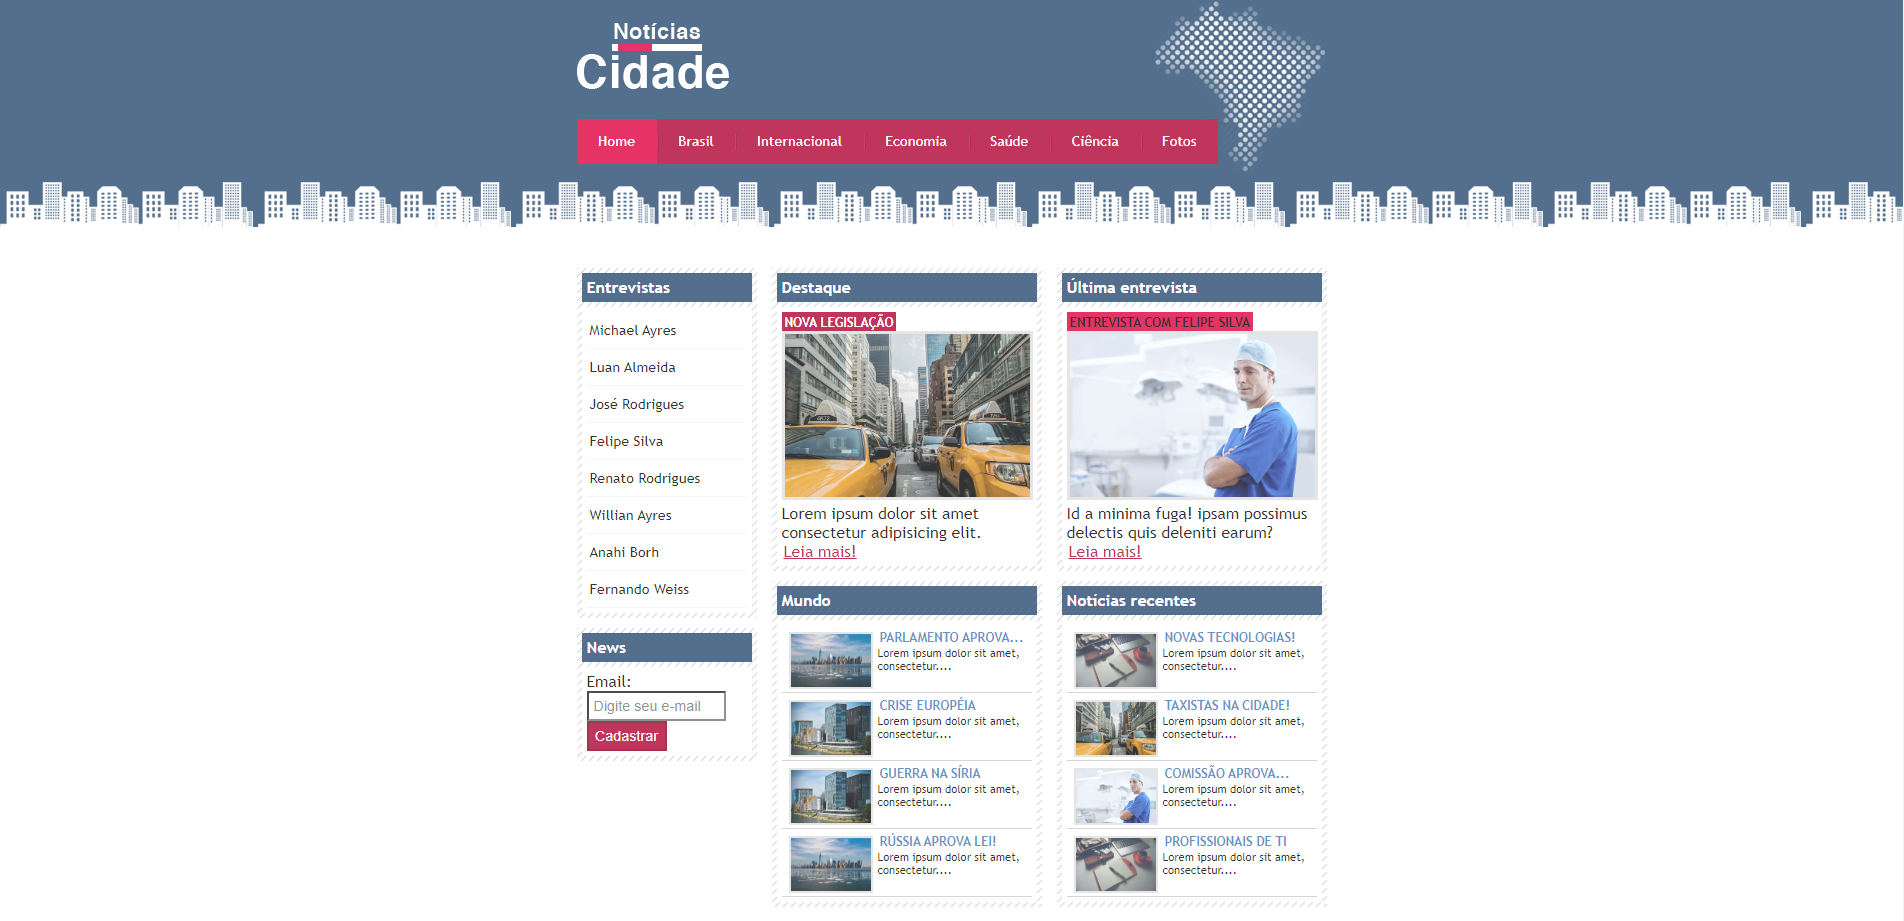 Notícias
Cidade
Home
Brasil
Internacional
Economia
Saúde
Ciência
Fotos
Entrevistas
Michael Ayres
Luan Almeida
José Rodrigues
Felipe Silva
Renato Rodrigues
Willian Ayres
Anahi Borh
Fernando Weiss
News
Email:
Digite seu e-mail
Cadastrar
Destaque
NOVA LEGISLAÇÃO
Lorem ipsum dolor sit amet
consectetur adipisicing elit.
Leia mais!
Última entrevista
ENTREVISTA COM FELIPE SILVA
Id a minima fuga! ipsam possimus
delectis quis deleniti earum?
Leia mais!
Mundo
PARLAMENTO APROVA...
Lorem ipsum dolor sit amet,
consectetur....
CRISE EUROPÉIA
Lorem ipsum dolor sit amet,
consectetur....
GUERRA NA SÍRIA
Lorem ipsum dolor sit amet,
consectetur....
RÚSSIA APROVA LEI!
Lorem ipsum dolor sit amet,
consectetur....
Notícias recentes
NOVAS TECNOLOGIAS!
Lorem ipsum dolor sit amet,
consectetur....
TAXISTAS NA CIDADE!
Lorem ipsum dolor sit amet,
consectetur....
COMISSÃO APROVA...
Lorem ipsum dolor sit amet,
consectetur....
PROFISSIONAIS DE TI
Lorem ipsum dolor sit amet,
consectetur....